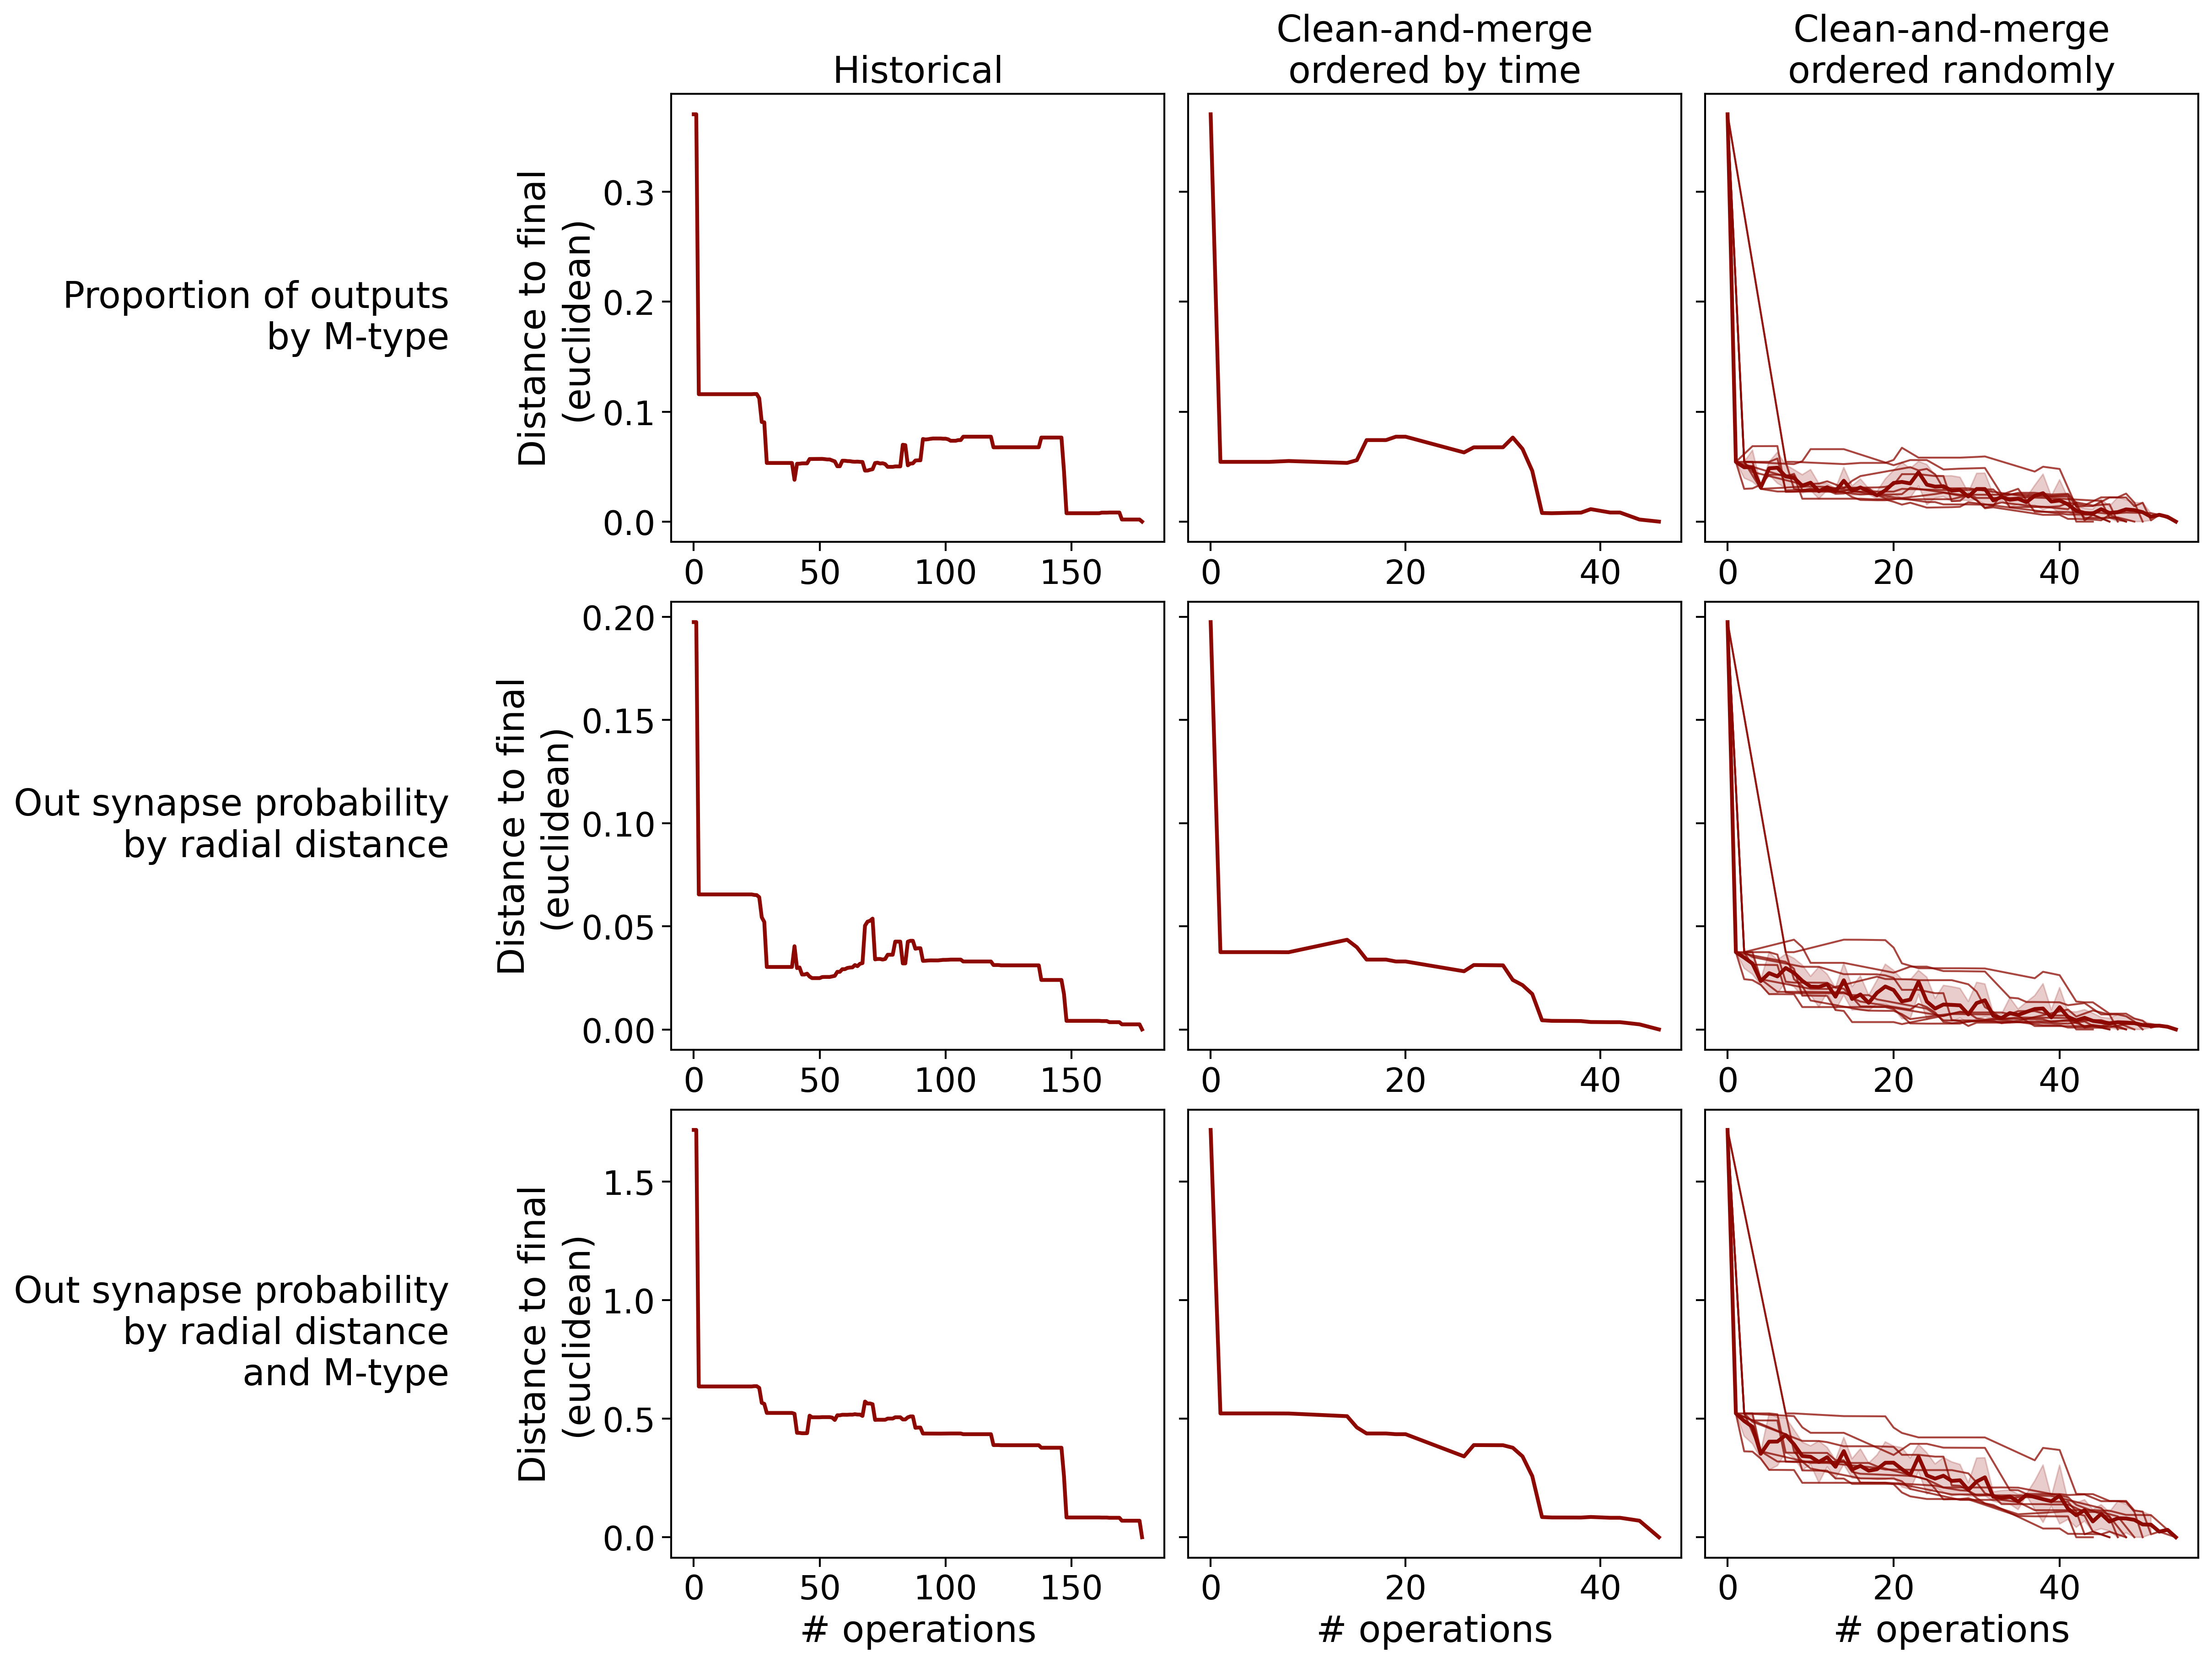 Historical
Clean-and-merge
ordered by time
Clean-and-merge
ordered randomly
Proportion of outputs
by M-type
Distance to final
(euclidean)
0.3
0.2
0.1
0.0
0 50 100 150
0 20 40
0 20 40
Out synapse probability
by radial distance
Distance to final
(euclidean)
0.20
0.15
0.10
0.05
0.00
0 50 100 150
0 20 40
0 20 40
Out synapse probability
by radial distance
and M-type
Distance to final
(euclidean)
1.5
1.0
0.5
0.0
0 50 100 150
0 20 40
0 20 40
# operations
# operations
# operations